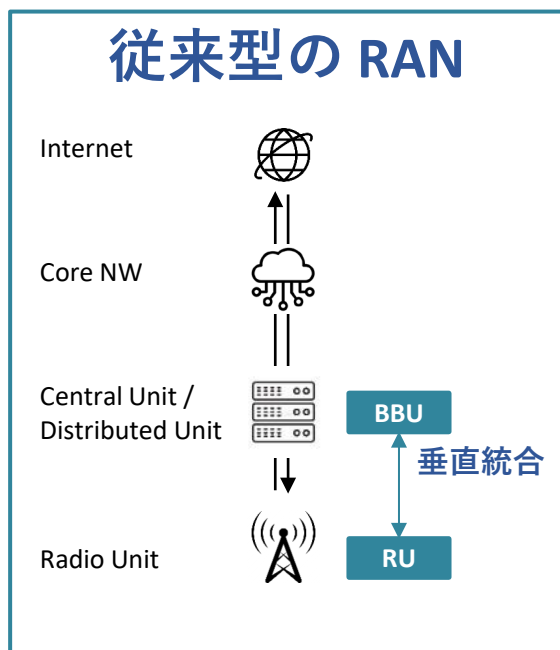 従来型の RAN
Internet
Core NW
Central Unit /
Distributed Unit
BBU
垂直統合
Radio Unit
RU